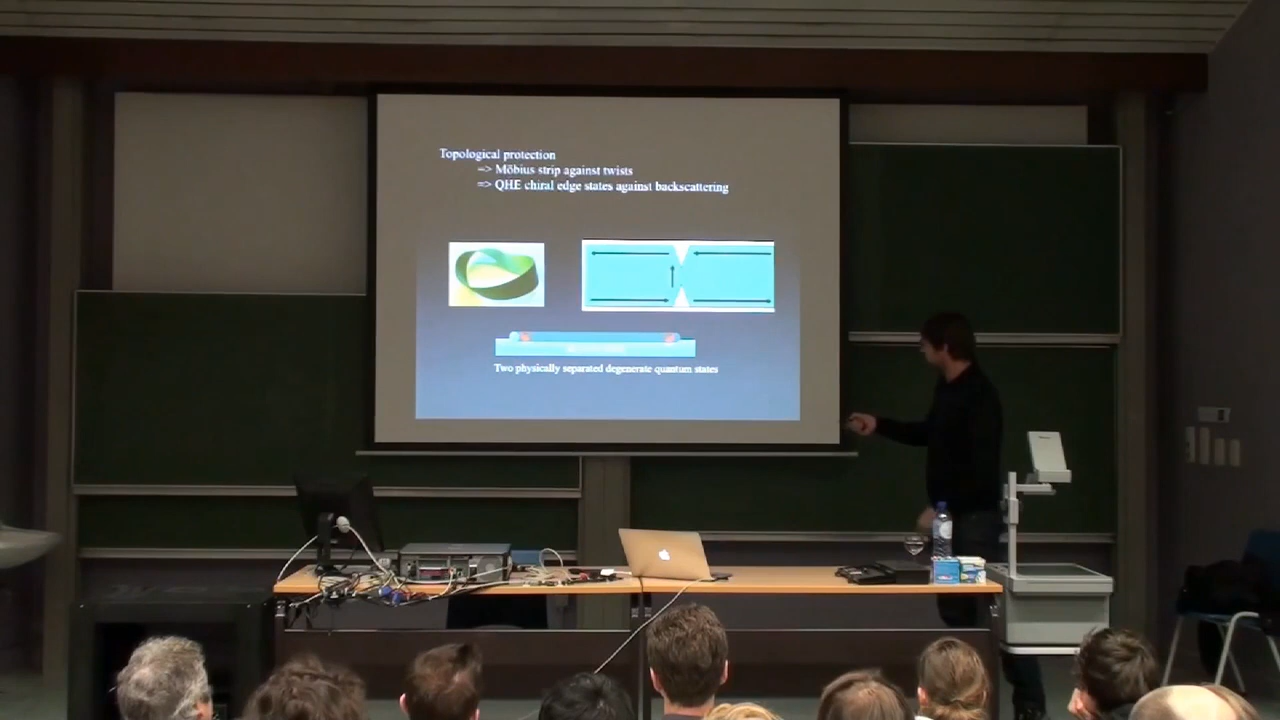 Topological protection
=> Möbius strip against twists
=> QHE chiral edge states against backscattering
Two physically separated degenerate quantum states